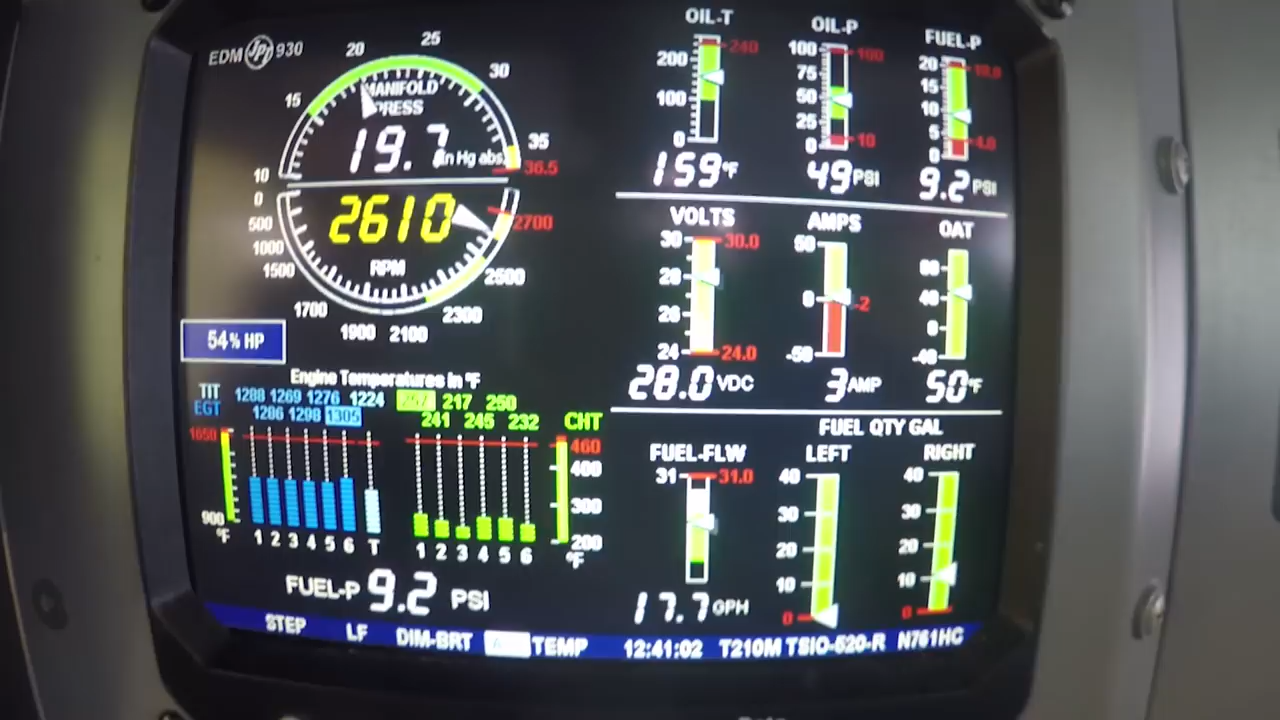 EDM JPI 930
MANIFOLD
PRESS
10 15 20 25 30 35 36.5
19.7 in Hg abs
2610
RPM
0 500 1000 1500 1700 1900 2100 2300 2500 2700
54% HP
Engine Temperatures in °F
TIT 1288 1269 1276 1224
EGT 1286 1298 1305
217 250
241 245 232
CHT
1650
900
°F
1 2 3 4 5 6 T
1 2 3 4 5 6
460
400
300
200
°F
FUEL-P 9.2 PSI
OIL-T
200 240
100
0
159°F
OIL-P
100 100
75
50
25
0 10
49 PSI
FUEL-P
20
15
10
5 4.0
0
9.2 PSI
VOLTS
30 30.0
28
26
24 24.0
28.0 VDC
AMPS
50
0 -2
-50
3 AMP
OAT
80
40
0
-40
50°F
FUEL-FLW
31 31.0
17.7 GPH
FUEL QTY GAL
LEFT
40
30
20
10
0
RIGHT
40
30
20
10
0
STEP LF DIM-BRT TEMP 12:41:02 T210M TSIO-520-R N761HC